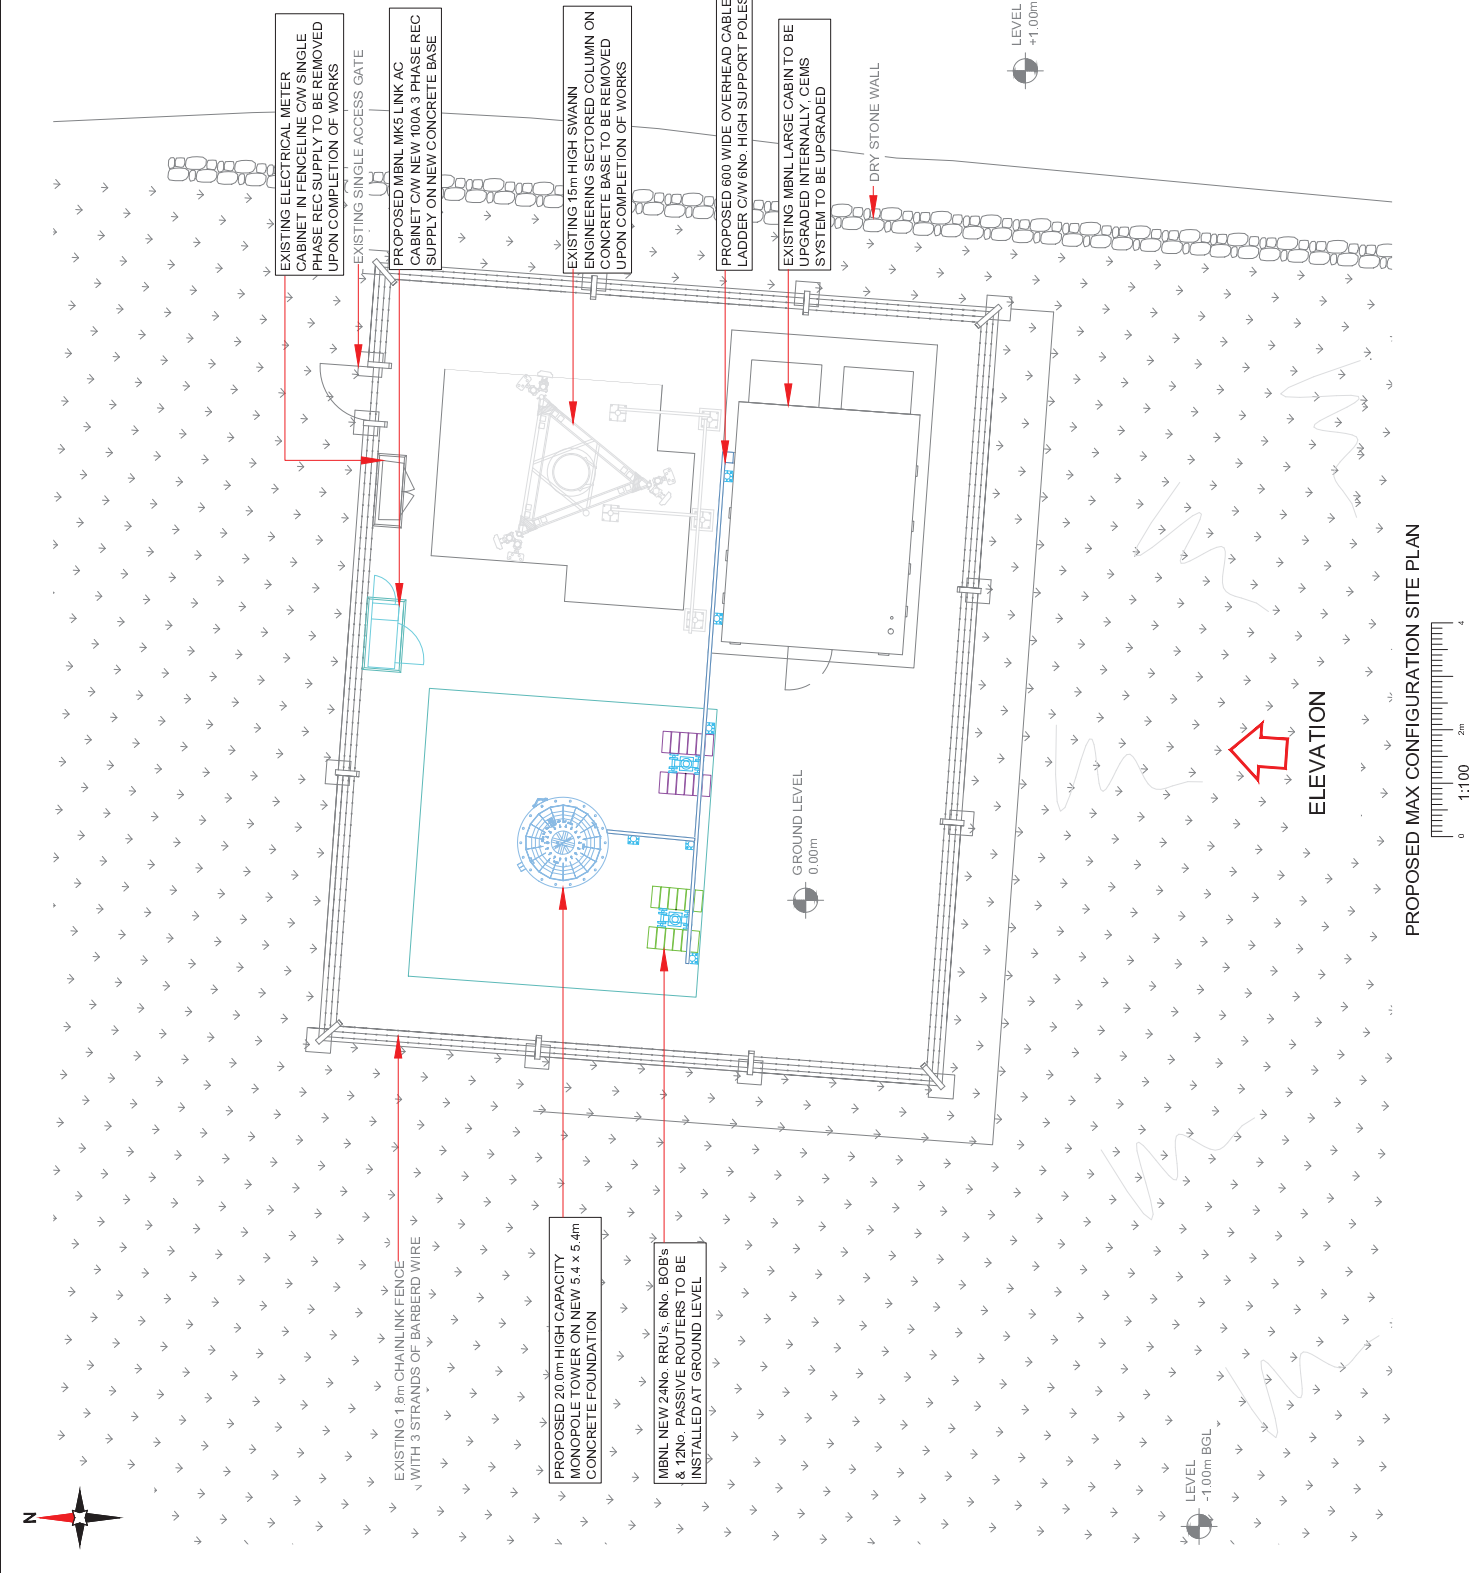 EXISTING ELECTRICAL METER
CABINET IN FENCELINE C/W SINGLE
PHASE REC SUPPLY TO BE REMOVED
UPON COMPLETION OF WORKS
EXISTING SINGLE ACCESS GATE
PROPOSED MBNL MK5 LINK AC
CABINET C/W NEW 100A 3 PHASE REC
SUPPLY ON NEW CONCRETE BASE
EXISTING 15m HIGH SWANN
ENGINEERING SECTORED COLUMN ON
CONCRETE BASE TO BE REMOVED
UPON COMPLETION OF WORKS
PROPOSED 600 WIDE OVERHEAD CABLE
LADDER C/W 6No. HIGH SUPPORT POLES
EXISTING MBNL LARGE CABIN TO BE
UPGRADED INTERNALLY, CEMS
SYSTEM TO BE UPGRADED
DRY STONE WALL
LEVEL
+1.00m
GROUND LEVEL
0.00m
EXISTING 1.8m CHAINLINK FENCE
WITH 3 STRANDS OF BARBERD WIRE
PROPOSED 20.0m HIGH CAPACITY
MONOPOLE TOWER ON NEW 5.4 x 5.4m
CONCRETE FOUNDATION
MBNL NEW 24No. RRU's, 6No. BOB's
& 12No. PASSIVE ROUTERS TO BE
INSTALLED AT GROUND LEVEL
LEVEL
-1.00m BGL
N
ELEVATION
PROPOSED MAX CONFIGURATION SITE PLAN
0 2m 4
1:100